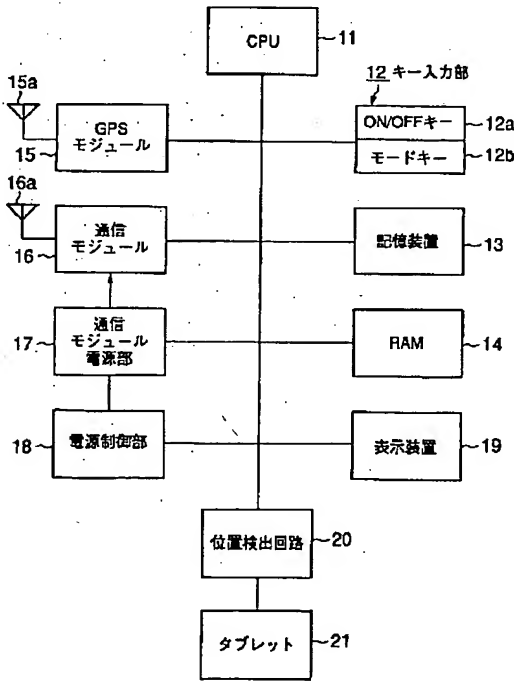 CPU
11
15a
GPS
モジュール
15
12 キー入力部
ON/OFFキー
12a
モードキー
12b
16a
通信
モジュール
16
記憶装置
13
通信
モジュール
電源部
17
RAM
14
電源制御部
18
表示装置
19
位置検出回路
20
タブレット
21